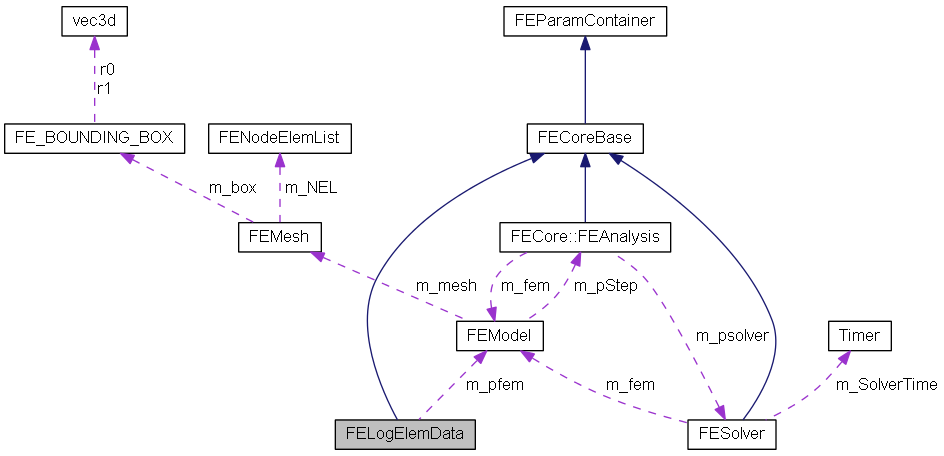 vec3d
FEParamContainer
r0
r1
FE_BOUNDING_BOX
FENodeElemList
FECoreBase
m_box
m_NEL
FEMesh
FECore::FEAnalysis
m_mesh
m_fem
m_pStep
FEModel
m_psolver
Timer
m_pfem
m_fem
m_SolverTime
FELogElemData
FESolver